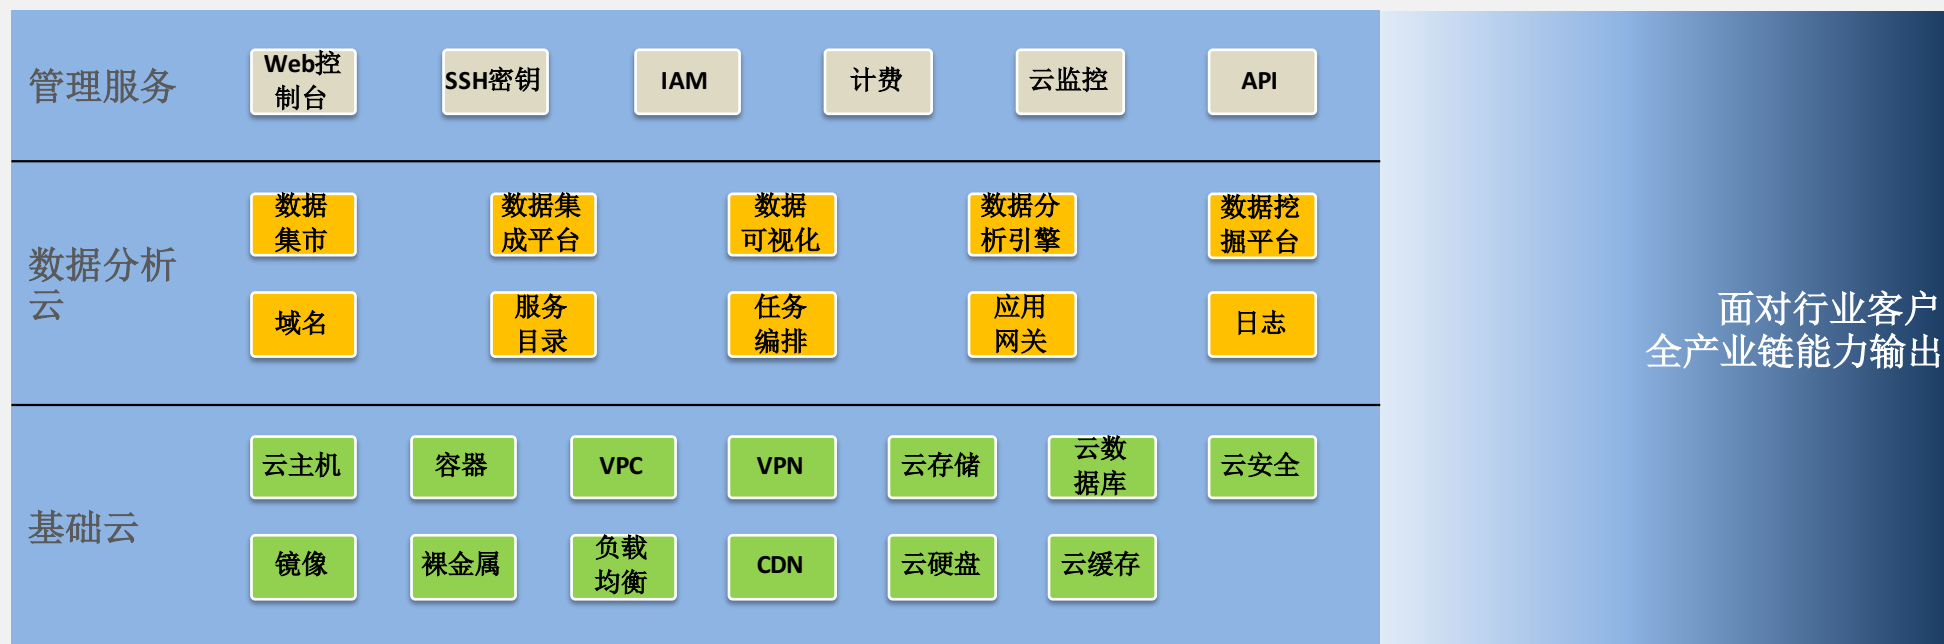 管理服务
Web控
制台
SSH密钥
IAM
计费
云监控
API
数据分析
云
数据
集市
数据集
成平台
数据
可视化
数据分
析引擎
数据挖
掘平台
域名
服务
目录
任务
编排
应用
网关
日志
基础云
云主机
容器
VPC
VPN
云存储
云数
据库
云安全
镜像
裸金属
负载
均衡
CDN
云硬盘
云缓存
面对行业客户
全产业链能力输出